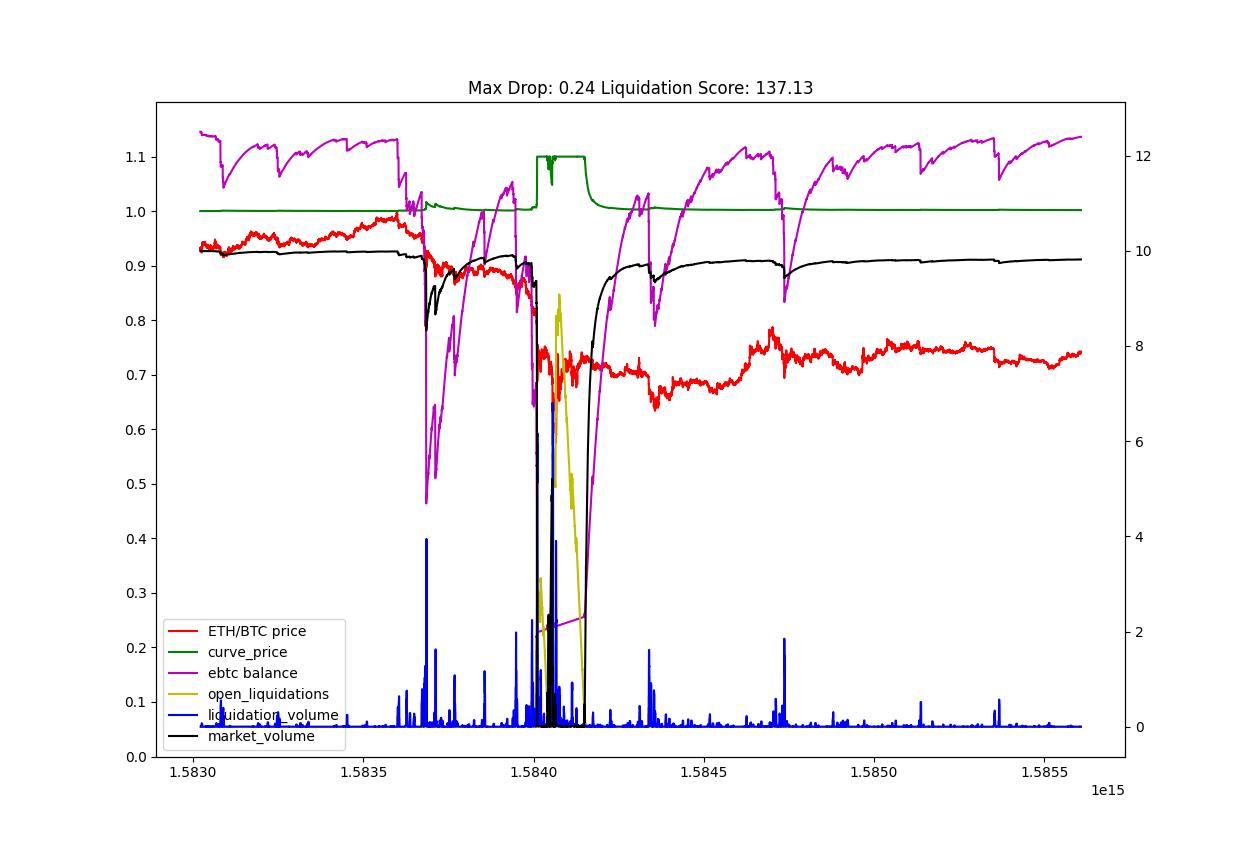 Max Drop: 0.24 Liquidation Score: 137.13
1.1
1.0
0.9
0.8
0.7
0.6
0.5
0.4
0.3
0.2
0.1
0.0
12
10
8
6
4
2
0
ETH/BTC price
curve_price
ebtc balance
open_liquidations
liquidation_volume
market_volume
1.5830 1.5835 1.5840 1.5845 1.5850 1.5855
1e15